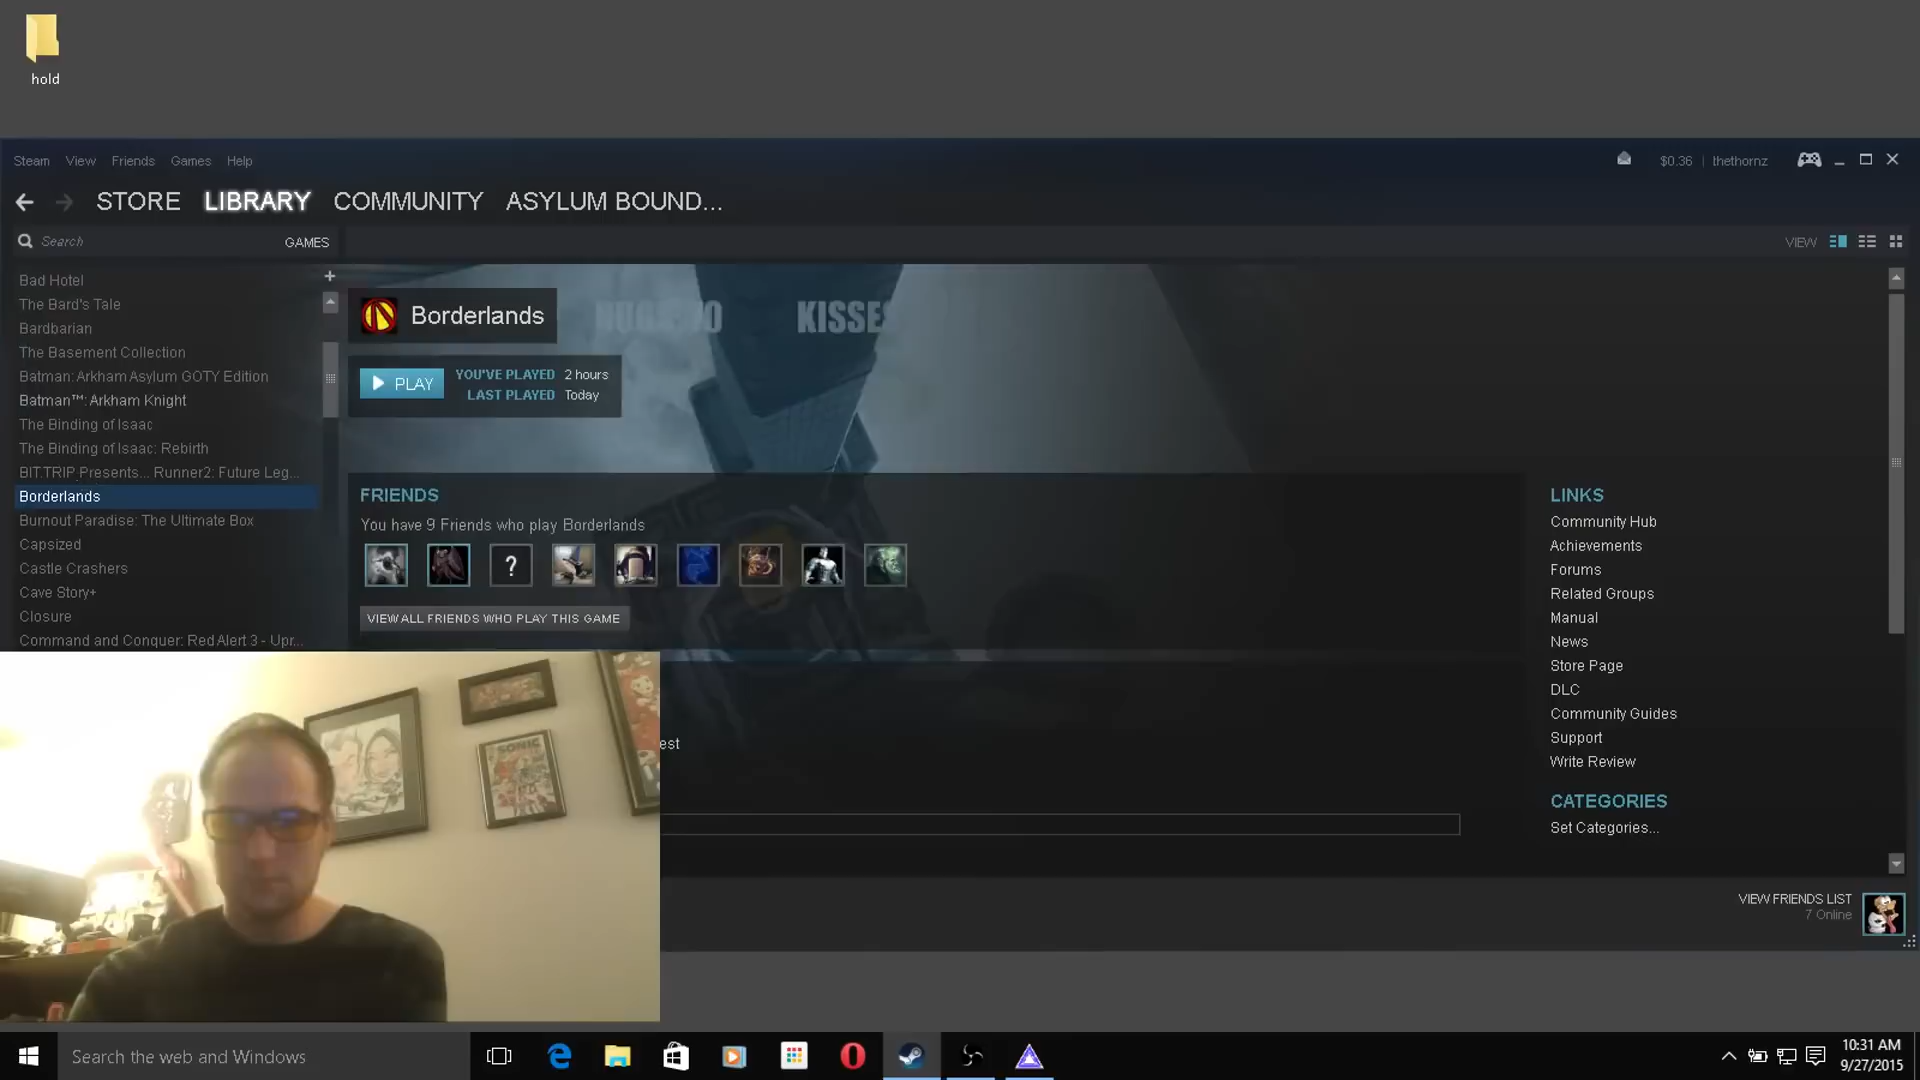 hold
Steam View Friends Games Help
$0.36 | thethornz
STORE LIBRARY COMMUNITY ASYLUM BOUND...
Search GAMES
VIEW
Bad Hotel
The Bard's Tale
Bardbarian
The Basement Collection
Batman: Arkham Asylum GOTY Edition
Batman™: Arkham Knight
The Binding of Isaac
The Binding of Isaac: Rebirth
BIT.TRIP Presents... Runner2: Future Leg...
Borderlands
Burnout Paradise: The Ultimate Box
Capsized
Castle Crashers
Cave Story+
Closure
Command and Conquer: Red Alert 3 - Upr...
Borderlands
KISSES
PLAY
YOU'VE PLAYED 2 hours
LAST PLAYED Today
FRIENDS
You have 9 Friends who play Borderlands
?
VIEW ALL FRIENDS WHO PLAY THIS GAME
est
LINKS
Community Hub
Achievements
Forums
Related Groups
Manual
News
Store Page
DLC
Community Guides
Support
Write Review
CATEGORIES
Set Categories...
SONIC
VIEW FRIENDS LIST
7 Online
Search the web and Windows
10:31 AM
9/27/2015